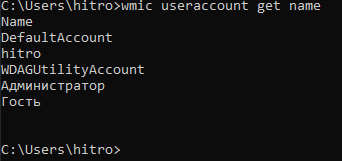 C:\Users\hitro>wmic useraccount get name
Name
DefaultAccount
hitro
WDAGUtilityAccount
Администратор
Гость
C:\Users\hitro>